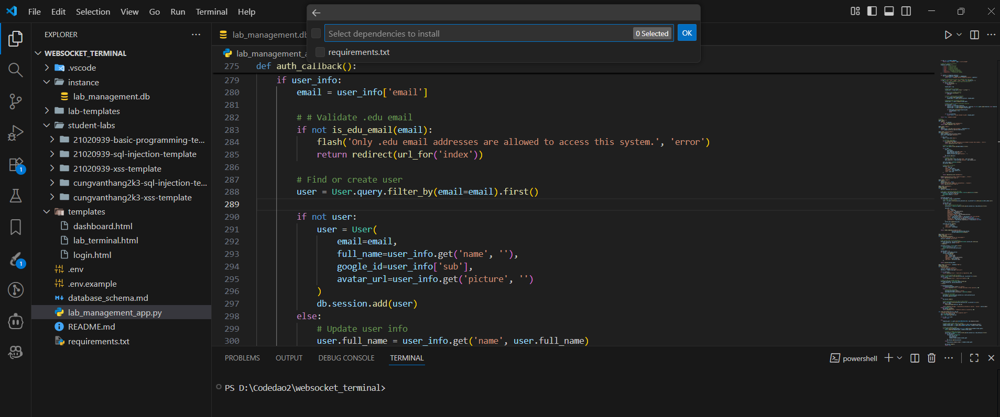 File Edit Selection View Go Run Terminal Help
Select dependencies to install
0 Selected
OK
requirements.txt
EXPLORER
WEBSOCKET_TERMINAL
.vscode
instance
lab_management.db
lab-templates
student-labs
21020939-basic-programming-te...
21020939-sql-injection-template
21020939-xss-template
cungvanthang2k3-sql-injection-te...
cungvanthang2k3-xss-template
templates
dashboard.html
lab_terminal.html
login.html
.env
.env.example
database_schema.md
lab_management_app.py
README.md
requirements.txt
1
1
lab_management.db
lab_management_a
275 def auth_callback():
279 if user_info:
280 email = user_info['email']
281
282 # # Validate .edu email
283 if not is_edu_email(email):
284 flash('Only .edu email addresses are allowed to access this system.', 'error')
285 return redirect(url_for('index'))
286
287 # Find or create user
288 user = User.query.filter_by(email=email).first()
289
290 if not user:
291 user = User(
292 email=email,
293 full_name=user_info.get('name', ''),
294 google_id=user_info['sub'],
295 avatar_url=user_info.get('picture', '')
296 )
297 db.session.add(user)
298 else:
299 # Update user info
300 user.full_name = user_info.get('name', user.full_name)
PROBLEMS OUTPUT DEBUG CONSOLE TERMINAL
powershell
PS D:\Codedao2\websocket_terminal>